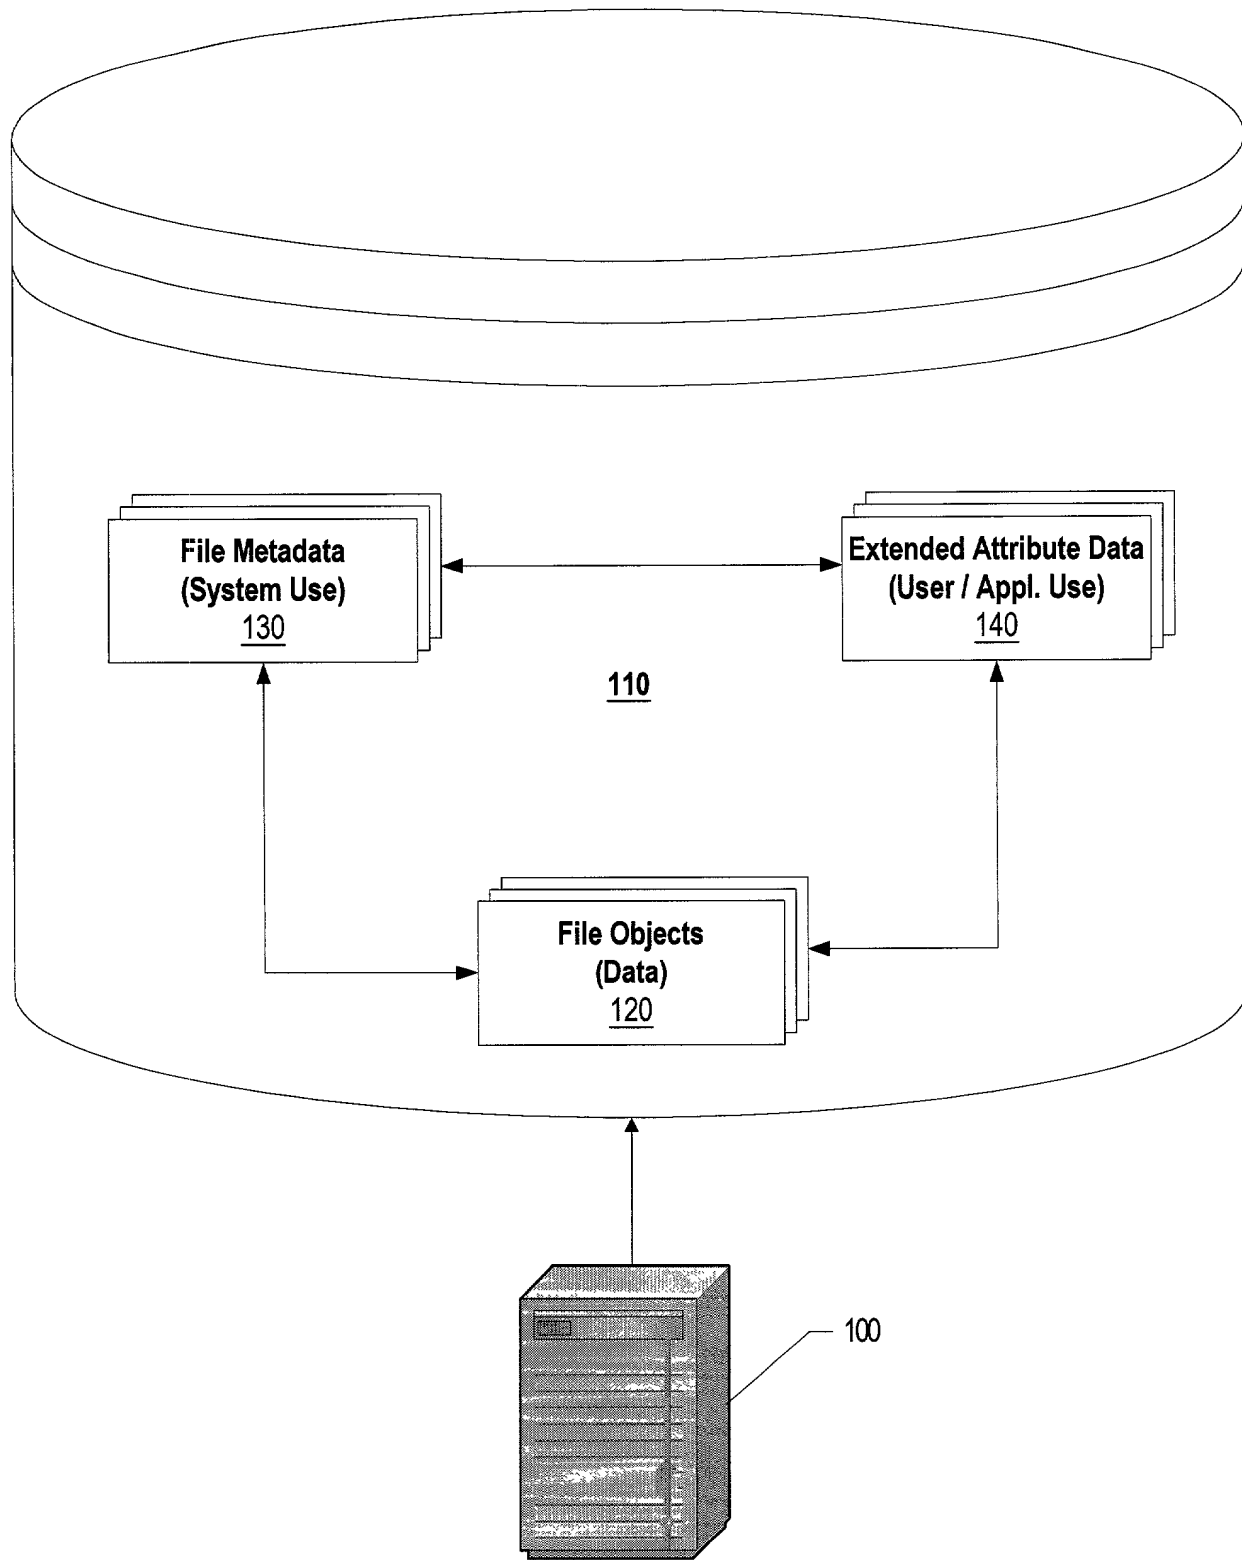 File Metadata
(System Use)
130
Extended Attribute Data
(User / Appl. Use)
140
110
File Objects
(Data)
120
100